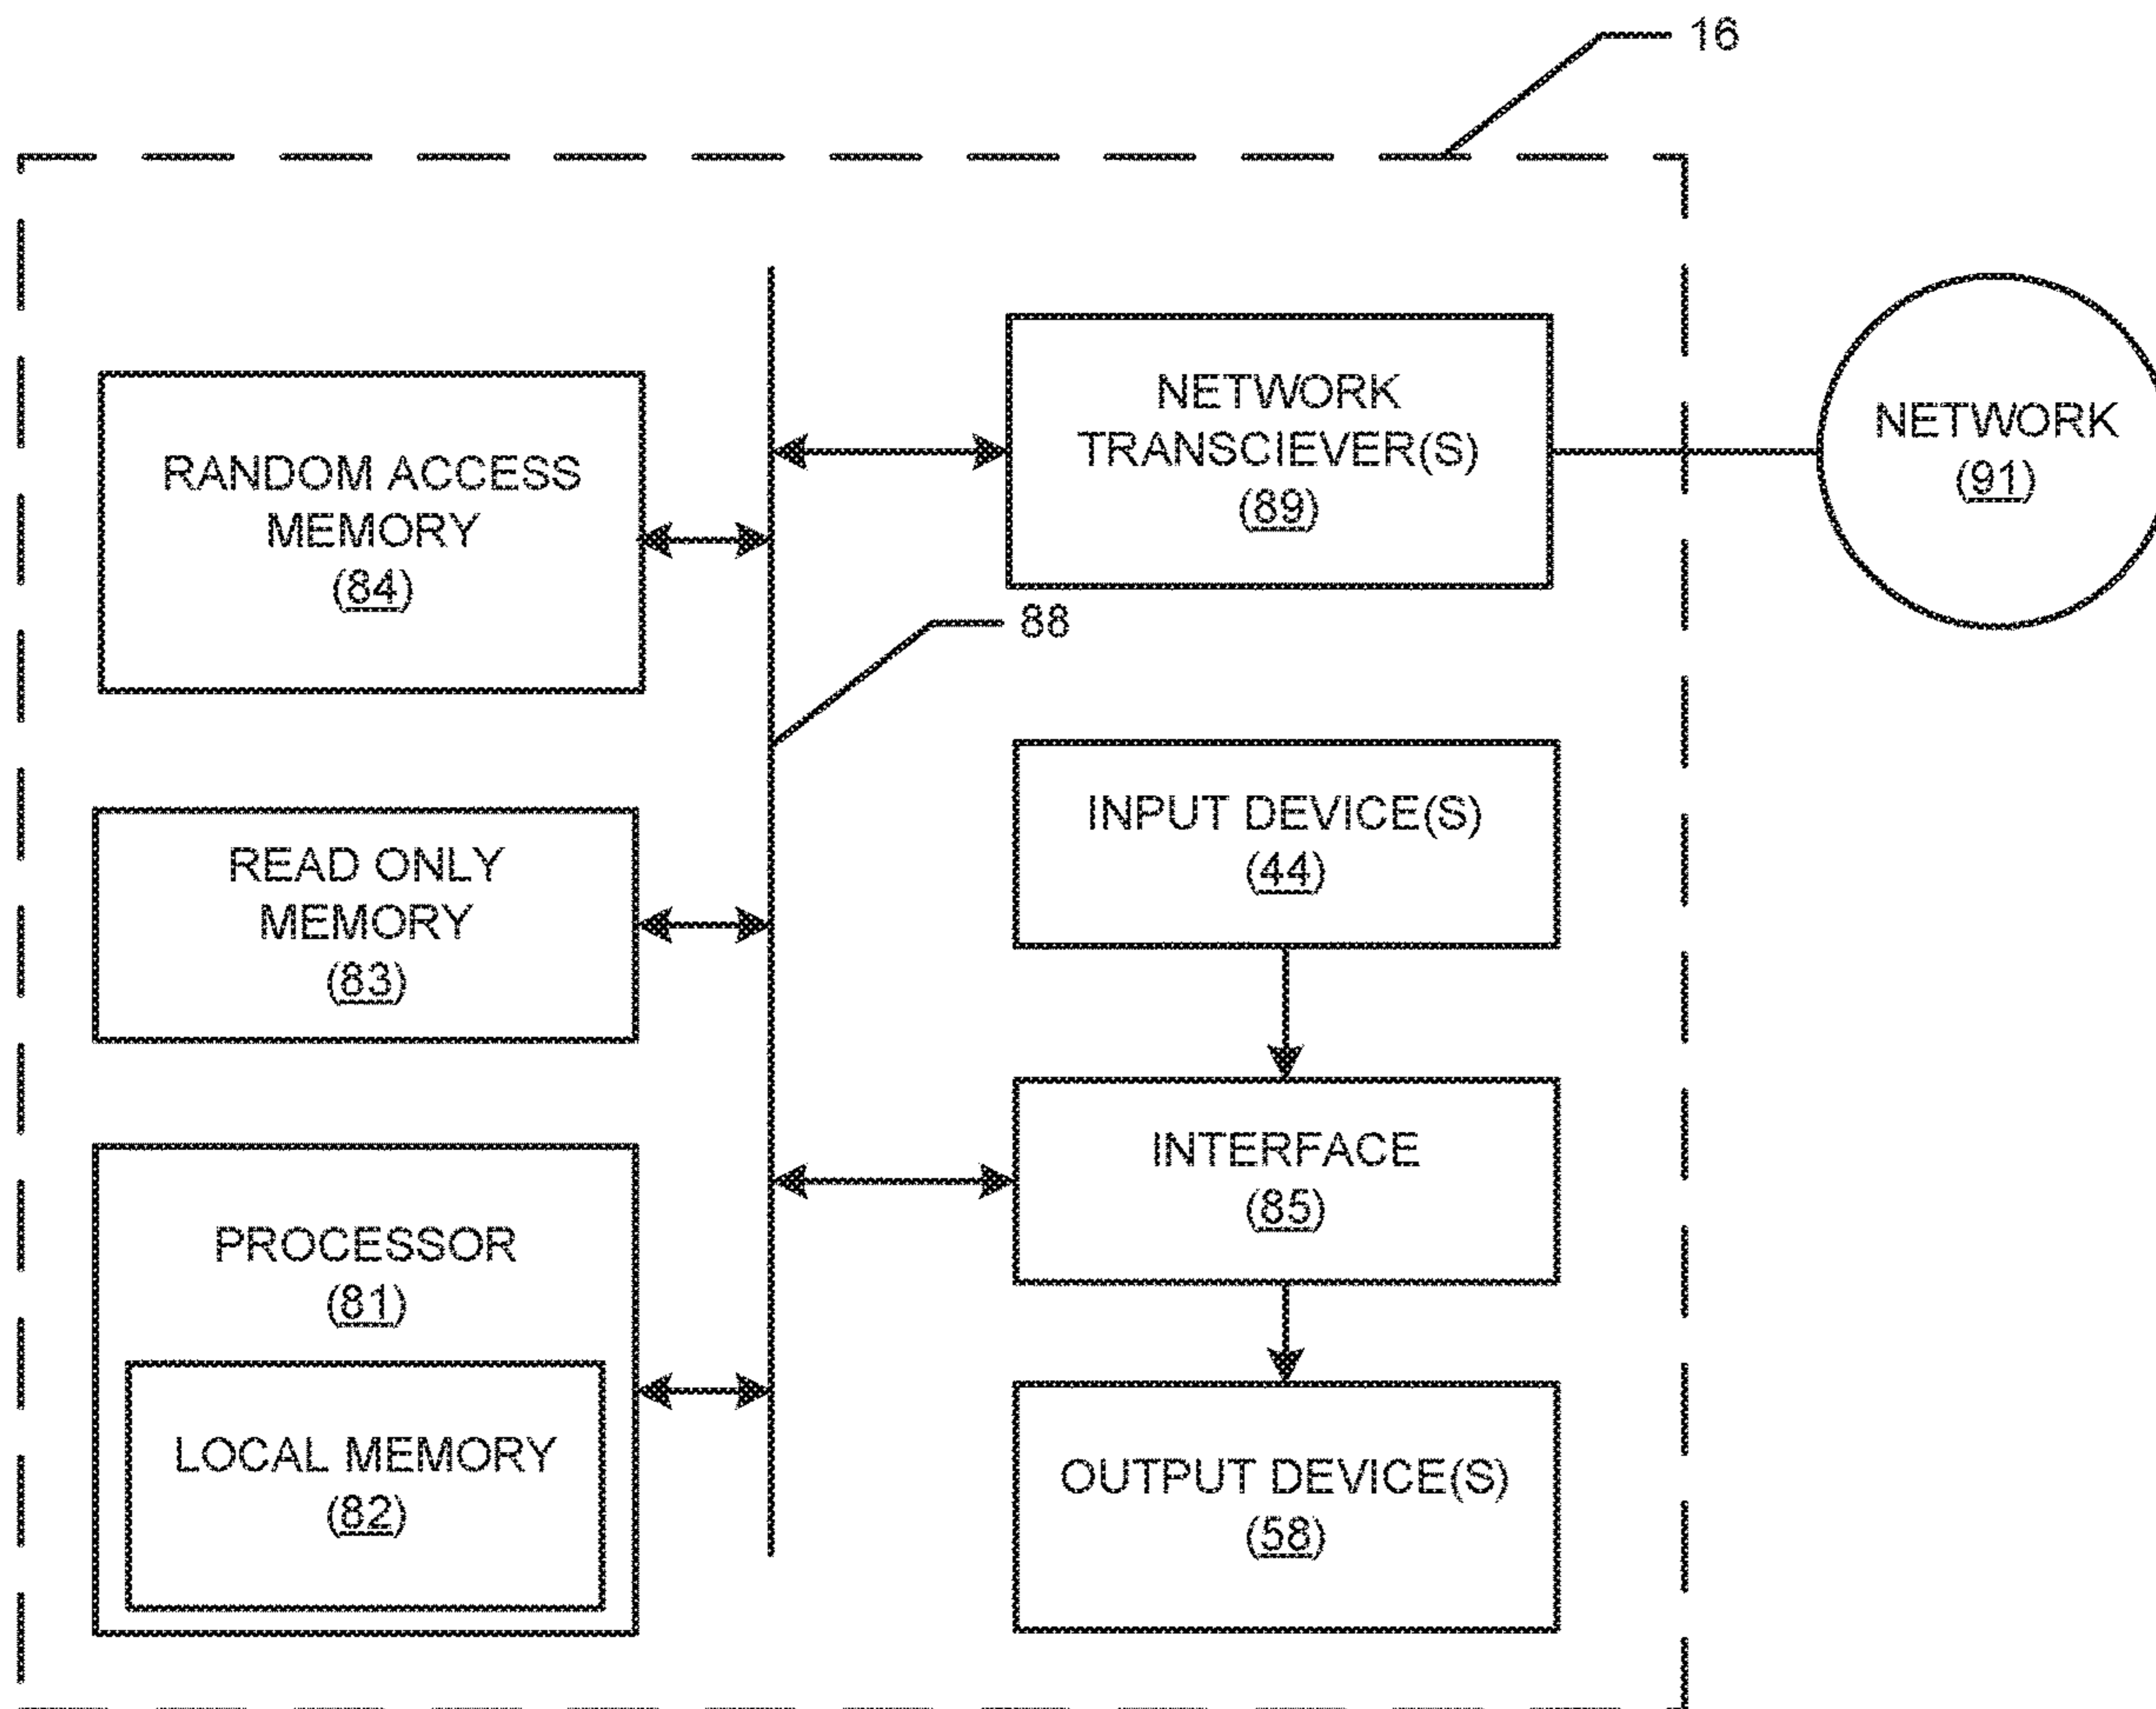 16
NETWORK
TRANSCIEVER(S)
(89)
NETWORK
(91)
RANDOM ACCESS
MEMORY
(84)
88
INPUT DEVICE(S)
(44)
READ ONLY
MEMORY
(83)
INTERFACE
(85)
PROCESSOR
(81)
LOCAL MEMORY
(82)
OUTPUT DEVICE(S)
(58)